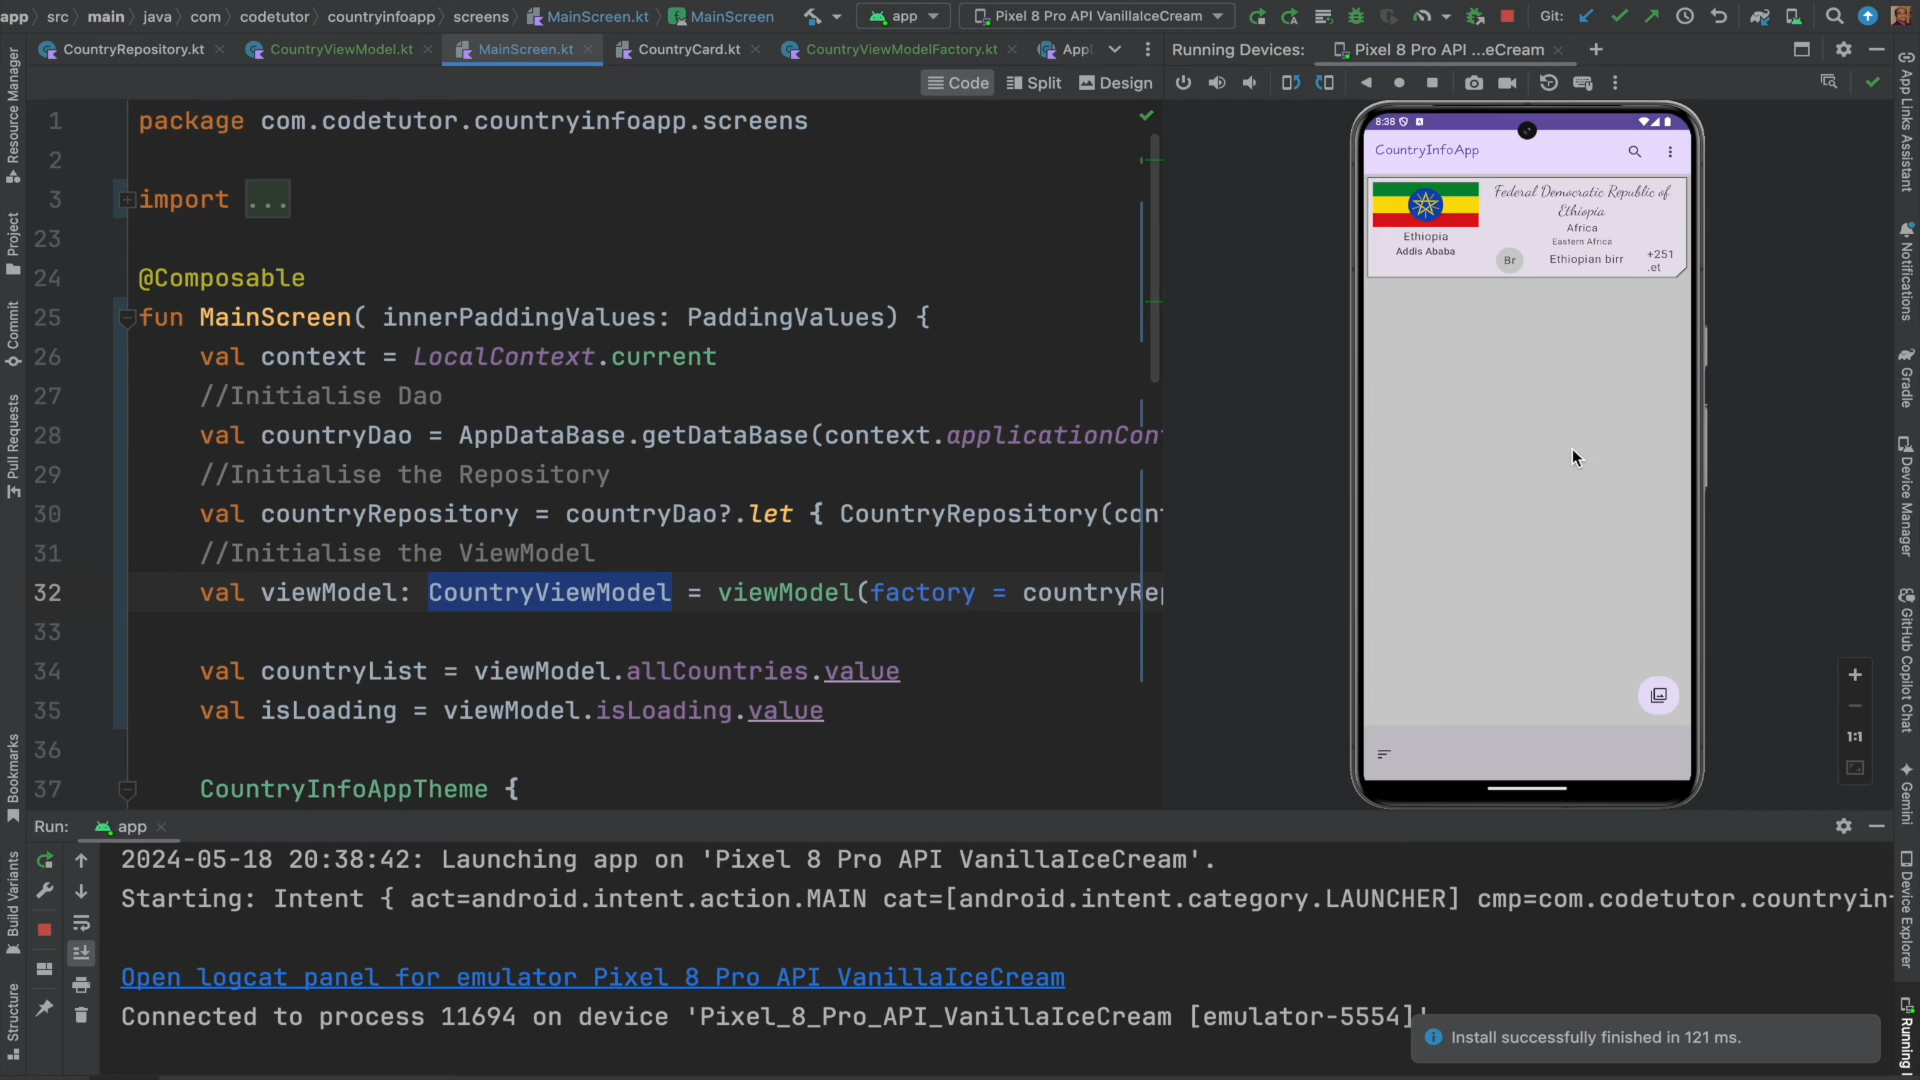 app › src › main › java › com › codetutor › countryinfoapp › screens › MainScreen.kt › MainScreen
app
Pixel 8 Pro API VanillaIceCream
Git:
CountryRepository.kt
CountryViewModel.kt
MainScreen.kt
CountryCard.kt
CountryViewModelFactory.kt
Running Devices:
Pixel 8 Pro API ...eCream
Code
Split
Design
1 package com.codetutor.countryinfoapp.screens
2
3 import ...
23
24 @Composable
25 fun MainScreen( innerPaddingValues: PaddingValues) {
26 val context = LocalContext.current
27 //Initialise Dao
28 val countryDao = AppDataBase.getDataBase(context.applicationCon
29 //Initialise the Repository
30 val countryRepository = countryDao?.let { CountryRepository(con
31 //Initialise the ViewModel
32 val viewModel: CountryViewModel = viewModel(factory = countryRe
33
34 val countryList = viewModel.allCountries.value
35 val isLoading = viewModel.isLoading.value
36
37 CountryInfoAppTheme {
8:38
CountryInfoApp
Federal Democratic Republic of
Ethiopia
Africa
Eastern Africa
Ethiopia
Addis Ababa
Br
Ethiopian birr
+251
.et
1:1
Run:
app
2024-05-18 20:38:42: Launching app on 'Pixel 8 Pro API VanillaIceCream'.
Starting: Intent { act=android.intent.action.MAIN cat=[android.intent.category.LAUNCHER] cmp=com.codetutor.countryin
Open logcat panel for emulator Pixel 8 Pro API VanillaIceCream
Connected to process 11694 on device 'Pixel_8_Pro_API_VanillaIceCream [emulator-5554]'
Install successfully finished in 121 ms.
Resource Manager
Project
Commit
Pull Requests
Bookmarks
Build Variants
Structure
App Links Assistant
Notifications
Gradle
Device Manager
GitHub Copilot Chat
Gemini
Device Explorer
Running